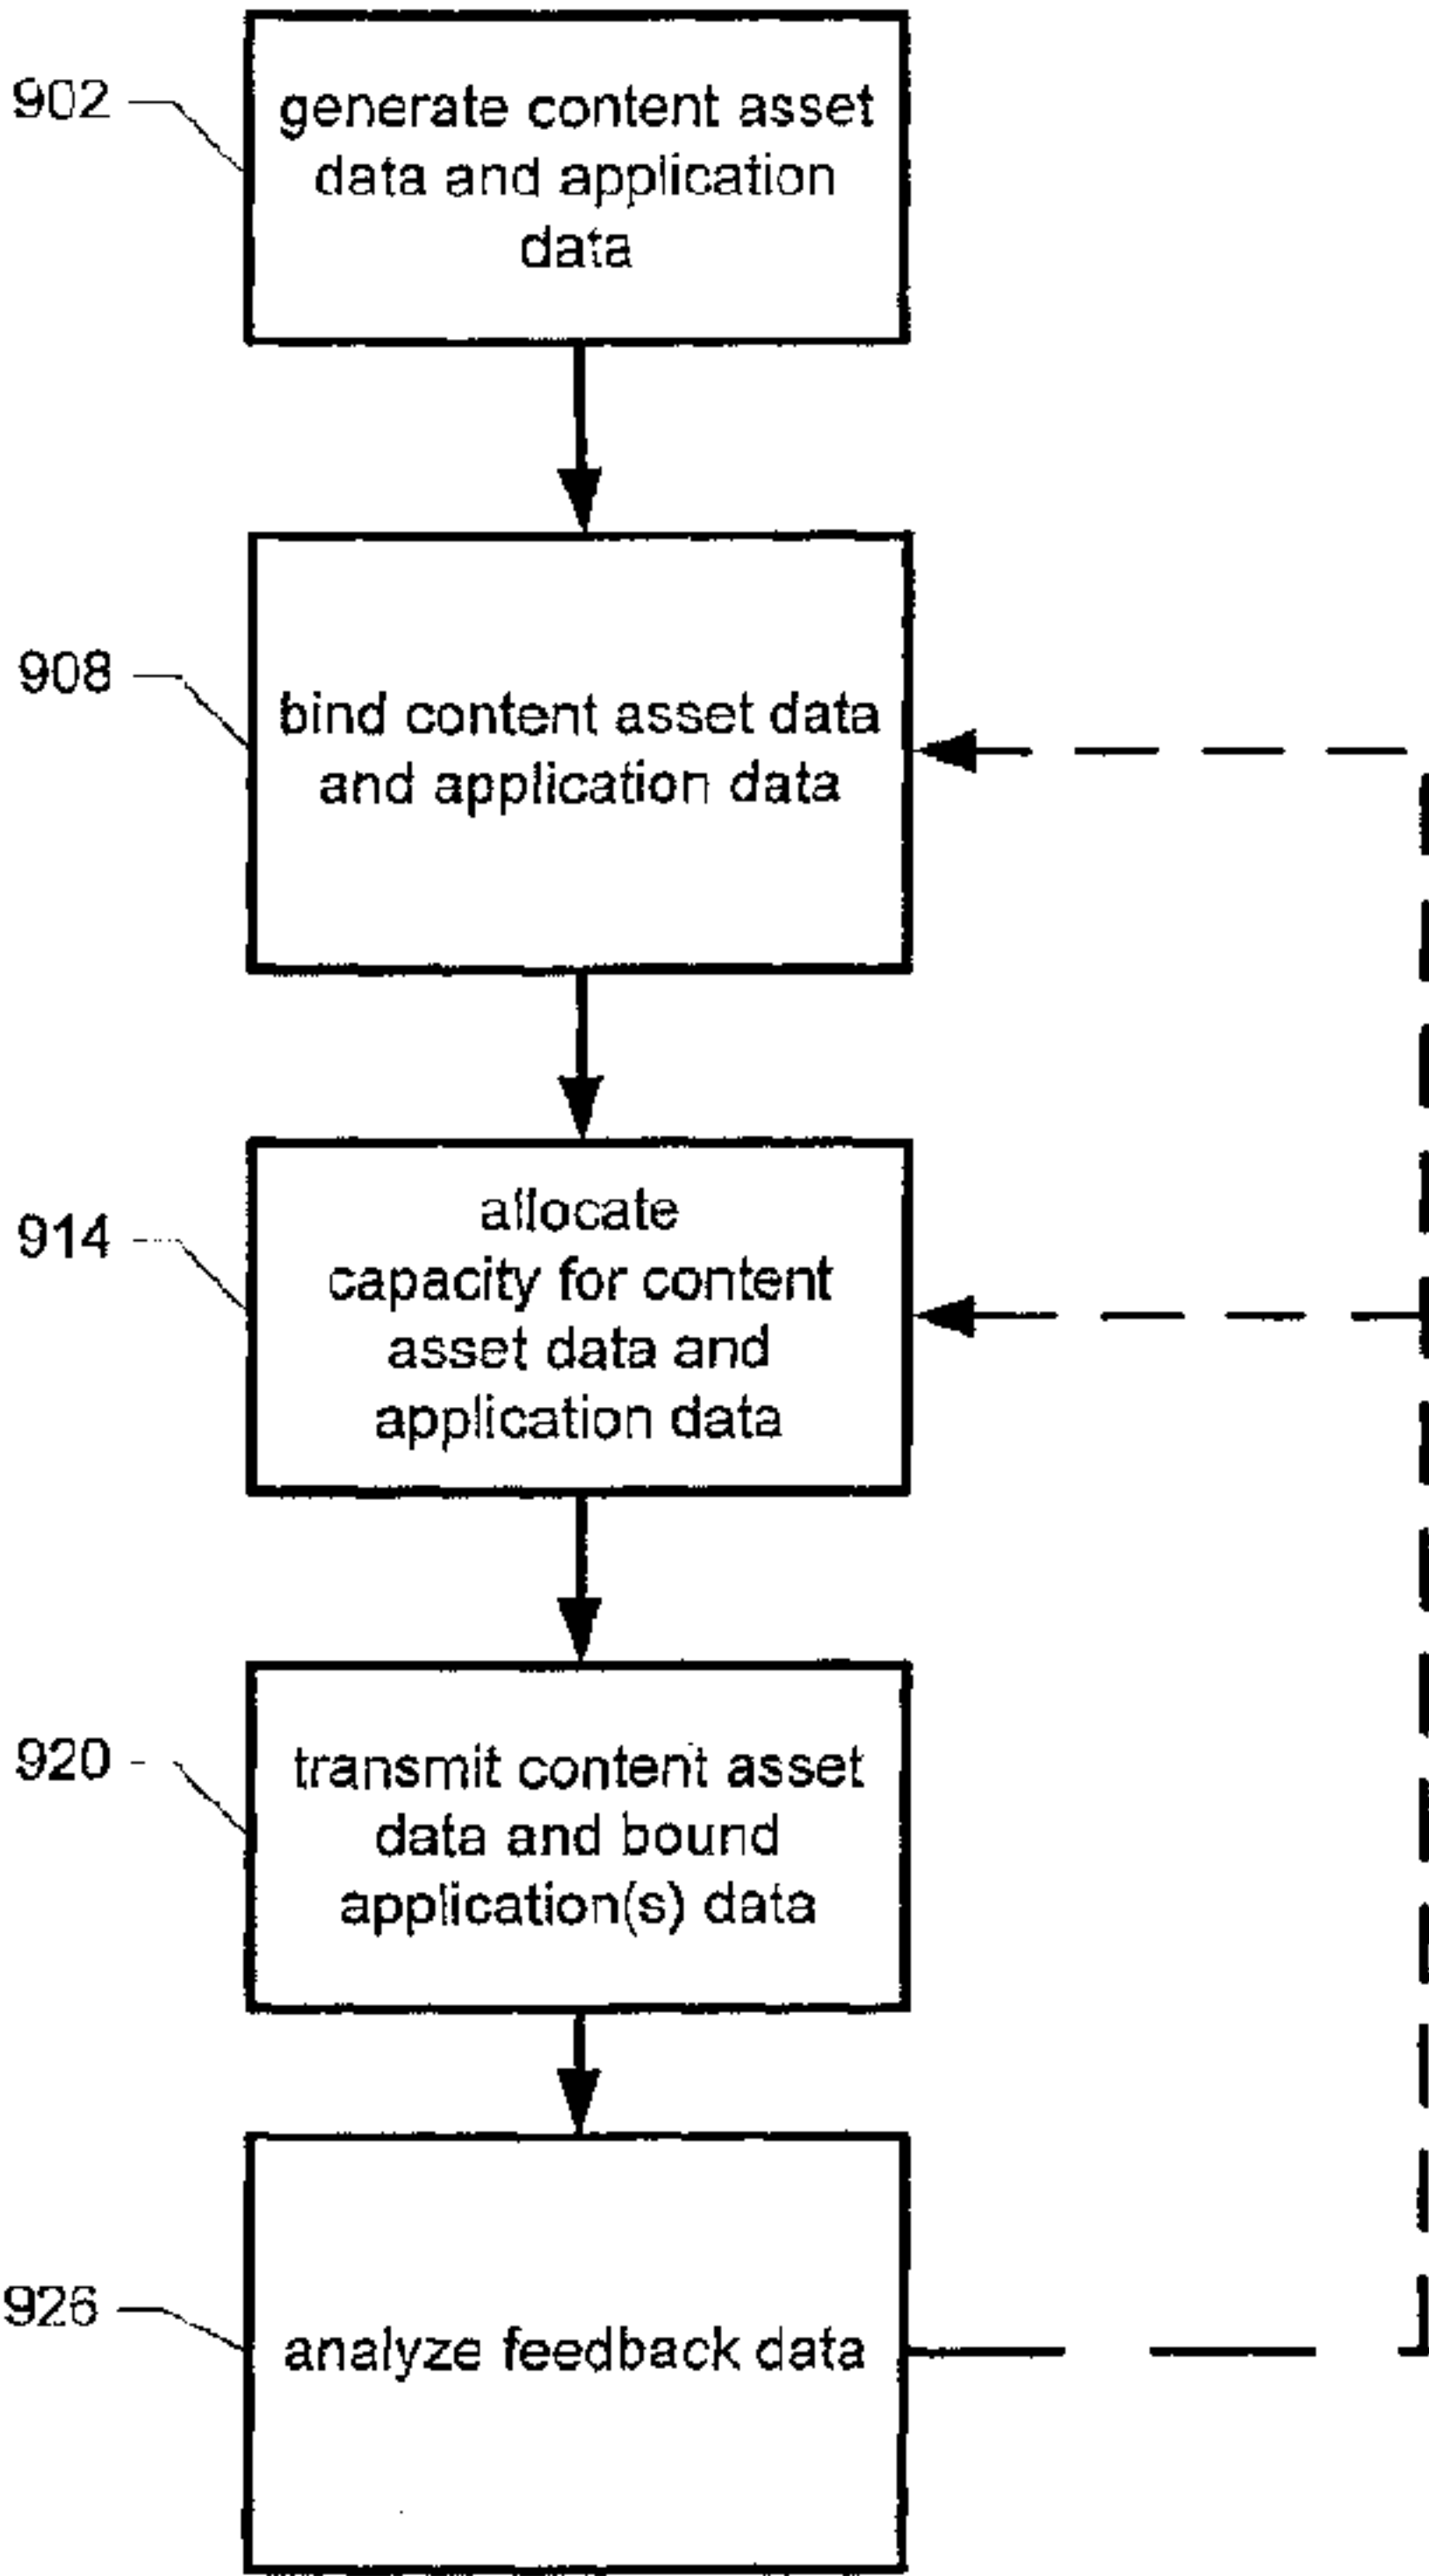 902
generate content asset
data and application
data
908
bind content asset data
and application data
914
allocate
capacity for content
asset data and
application data
920
transmit content asset
data and bound
application(s) data
926
analyze feedback data